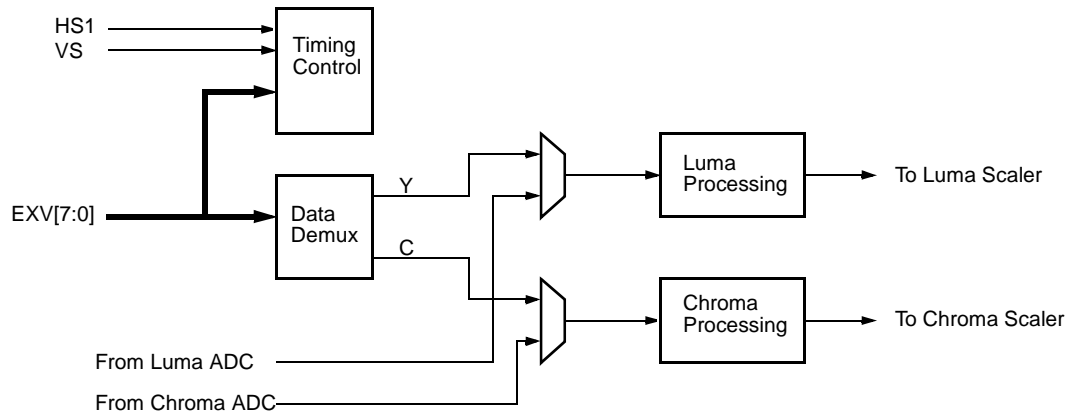 HS1
VS
Timing
Control
EXV[7:0]
Data
Demux
Y
C
Luma
Processing
To Luma Scaler
Chroma
Processing
To Chroma Scaler
From Luma ADC
From Chroma ADC